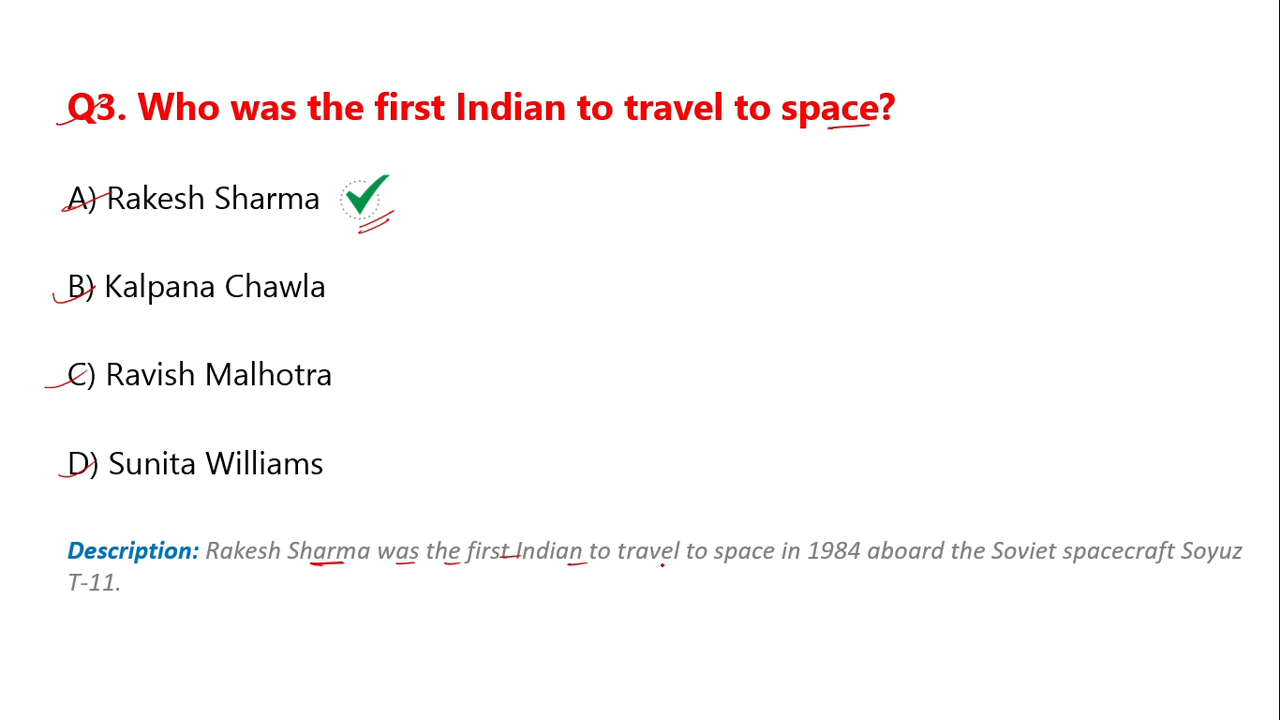 Q3. Who was the first Indian to travel to space?
A) Rakesh Sharma
B) Kalpana Chawla
C) Ravish Malhotra
D) Sunita Williams
Description: Rakesh Sharma was the first Indian to travel to space in 1984 aboard the Soviet spacecraft Soyuz
T-11.